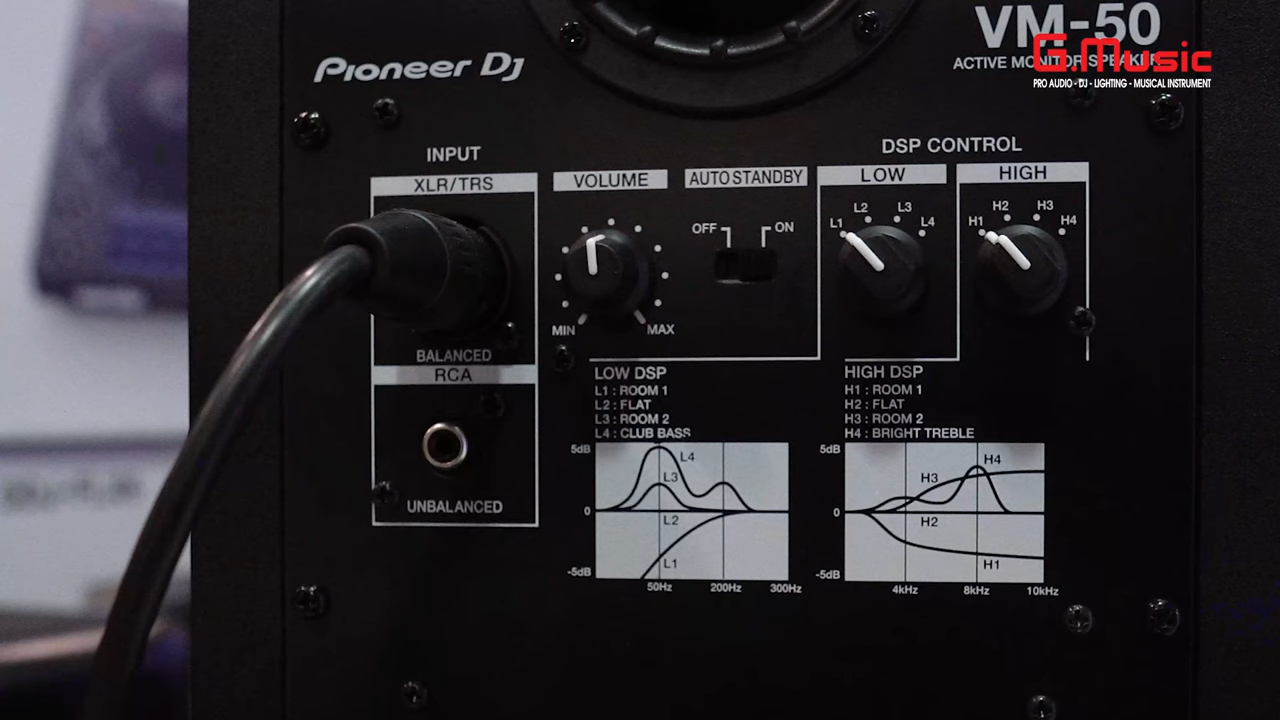 VM-50
Pioneer DJ
ACTIVE MONITOR SPEAKER
G.Music
PRO AUDIO - DJ - LIGHTING - MUSICAL INSTRUMENT
INPUT
XLR/TRS
BALANCED
RCA
UNBALANCED
VOLUME
MIN
MAX
AUTO STANDBY
OFF
ON
DSP CONTROL
LOW
L1
L2
L3
L4
HIGH
H1
H2
H3
H4
LOW DSP
L1 : ROOM 1
L2 : FLAT
L3 : ROOM 2
L4 : CLUB BASS
5dB
0
-5dB
L4
L3
L2
L1
50Hz
200Hz
300Hz
HIGH DSP
H1 : ROOM 1
H2 : FLAT
H3 : ROOM 2
H4 : BRIGHT TREBLE
5dB
0
-5dB
H3
H4
H2
H1
4kHz
8kHz
10kHz